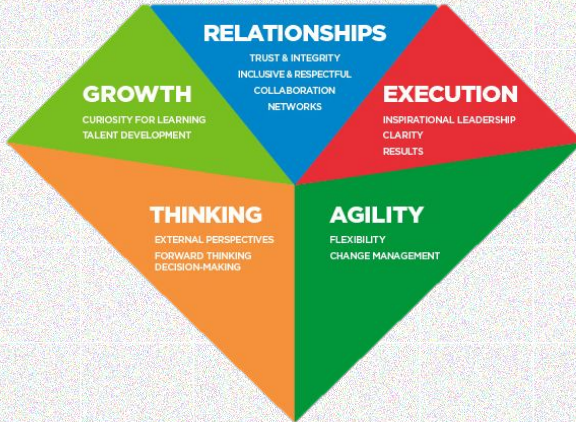 RELATIONSHIPS
TRUST & INTEGRITY
INCLUSIVE & RESPECTFUL
COLLABORATION
NETWORKS
GROWTH
CURIOSITY FOR LEARNING
TALENT DEVELOPMENT
EXECUTION
INSPIRATIONAL LEADERSHIP
CLARITY
RESULTS
THINKING
EXTERNAL PERSPECTIVES
FORWARD THINKING
DECISION-MAKING
AGILITY
FLEXIBILITY
CHANGE MANAGEMENT